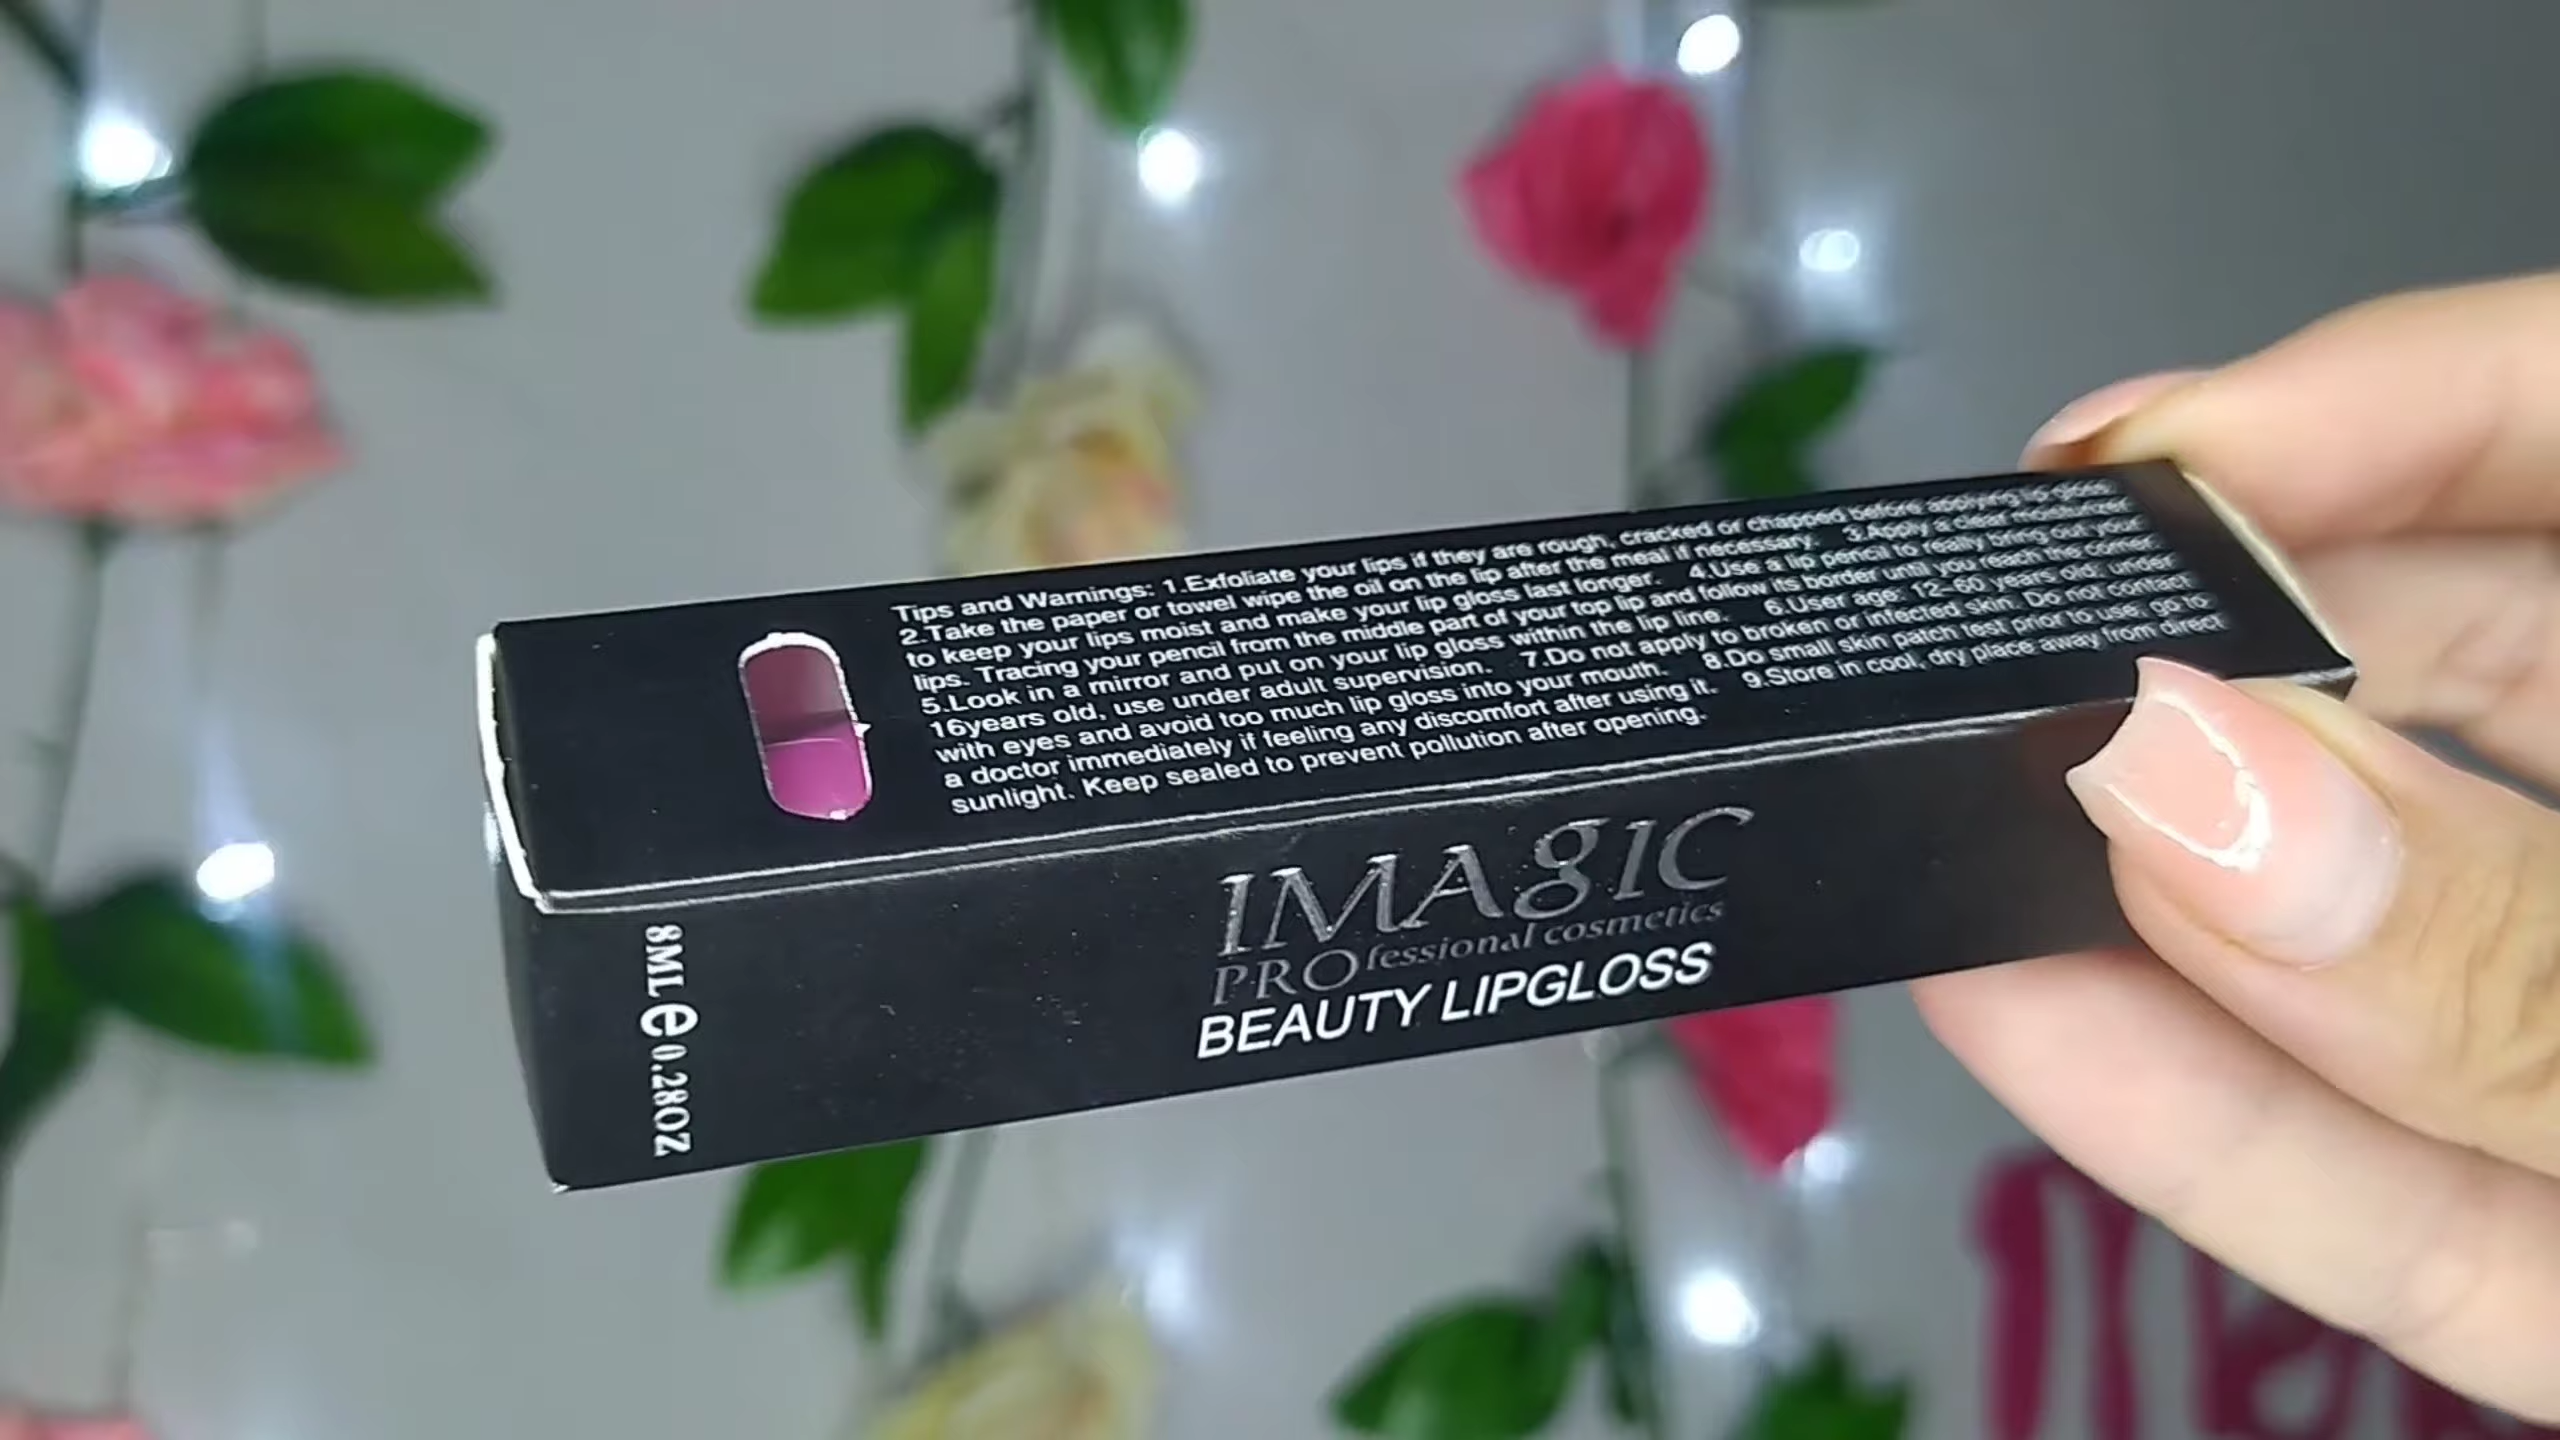 Tips and Warnings: 1.Exfoliate your lips if they are rough, cracked or chapped before applying lip gloss.
2.Take the paper or towel wipe the oil on the lip after the meal if necessary. 3.Apply a clear moisturizer
to keep your lips moist and make your lip gloss last longer. 4.Use a lip pencil to really bring out your
lips. Tracing your pencil from the middle part of your top lip and follow its border until you reach the corner.
5.Look in a mirror and put on your lip gloss within the lip line. 6.User age: 12-60 years old; under
16years old, use under adult supervision. 7.Do not apply to broken or infected skin. Do not contact
with eyes and avoid too much lip gloss into your mouth. 8.Do small skin patch test prior to use; go to
a doctor immediately if feeling any discomfort after using it. 9.Store in cool, dry place away from direct
sunlight. Keep sealed to prevent pollution after opening.
IMAgIC
PROfessional cosmetics
BEAUTY LIPGLOSS
8ML e 0.28OZ